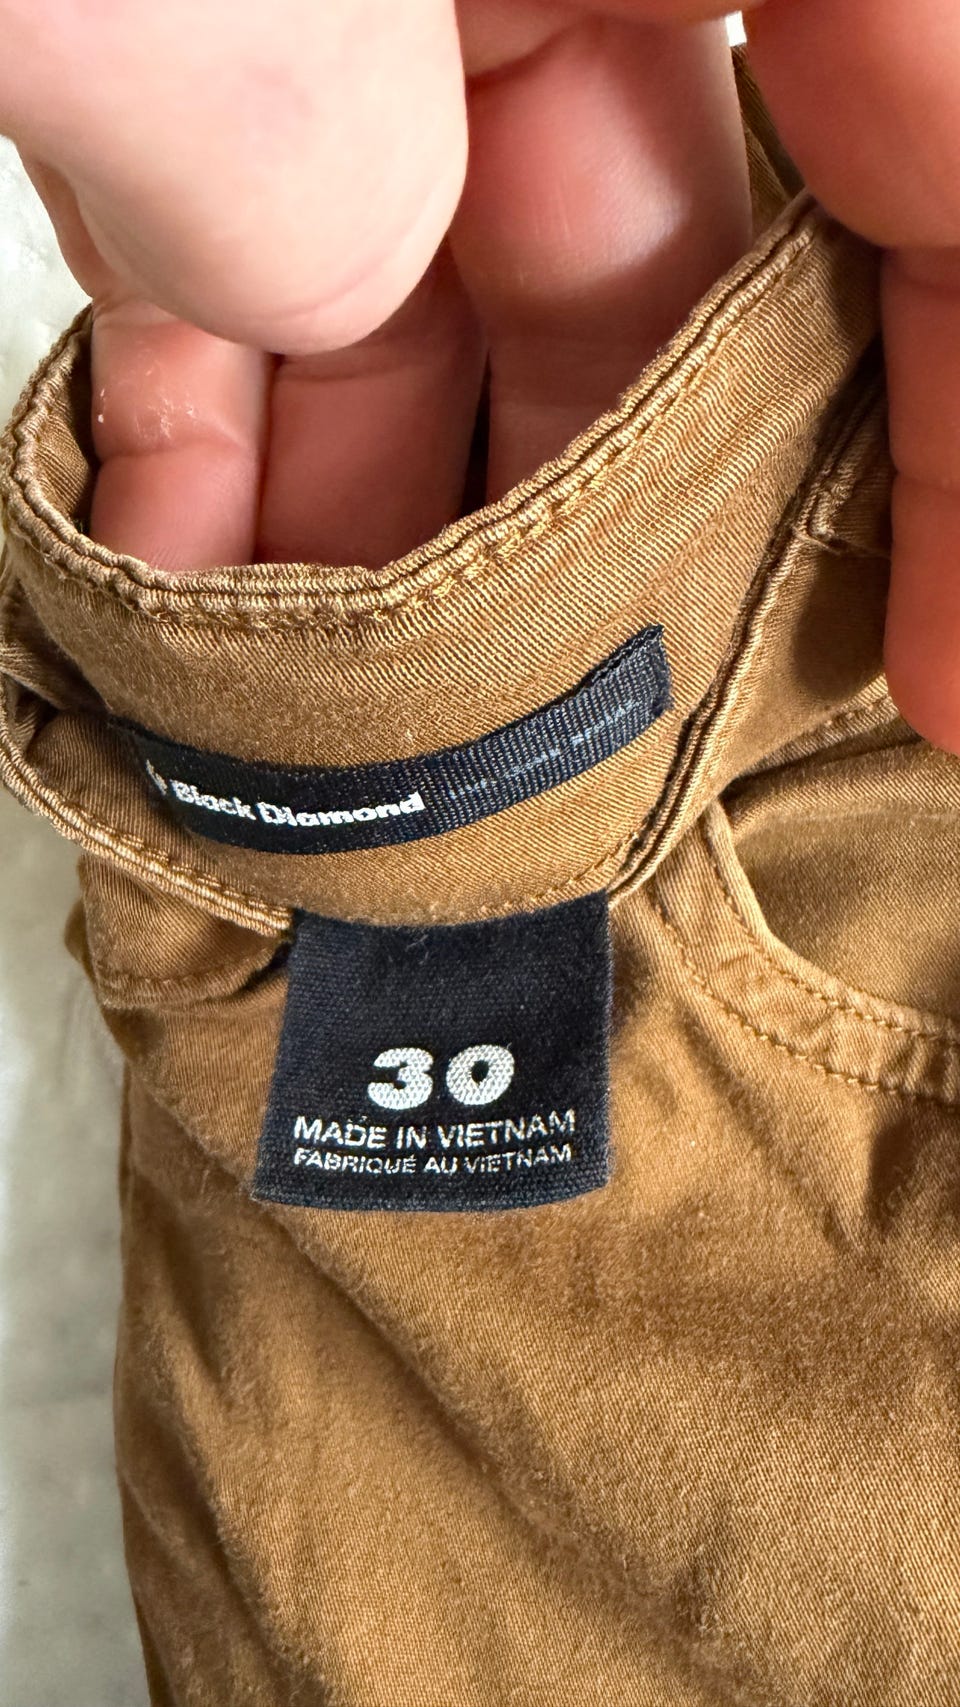 Black Diamond
30
MADE IN VIETNAM
FABRIQUÉ AU VIETNAM